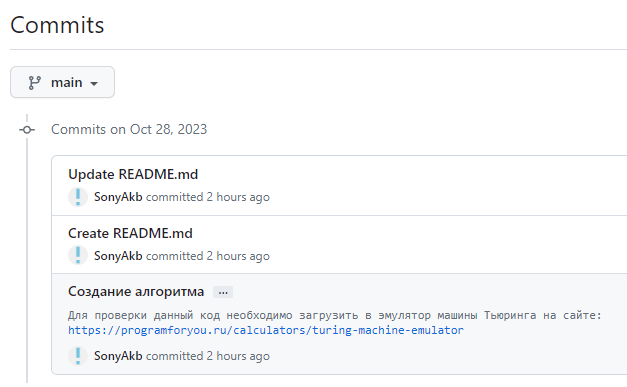 Commits
main
Commits on Oct 28, 2023
Update README.md
SonyAkb committed 2 hours ago
Create README.md
SonyAkb committed 2 hours ago
Создание алгоритма ...
Для проверки данный код необходимо загрузить в эмулятор машины Тьюринга на сайте:
https://programforyou.ru/calculators/turing-machine-emulator
SonyAkb committed 2 hours ago